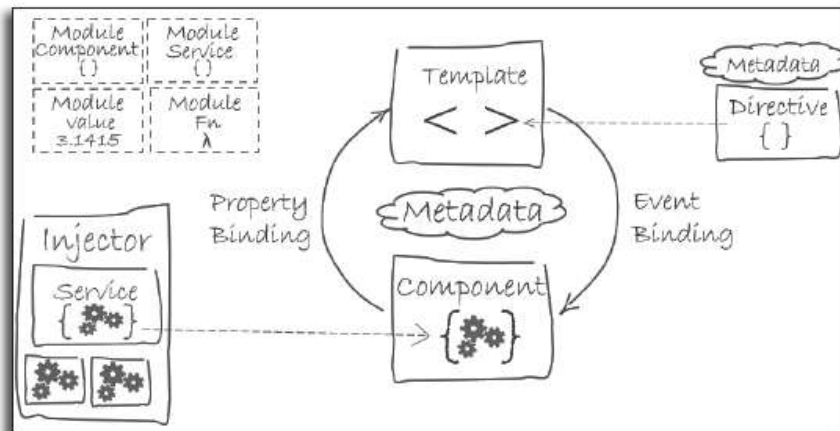 Module
Component
{ }
Module
Service
{ }
Module
value
3.1415
Module
Fn
λ
Template
< >
Metadata
Directive
{ }
Property
Binding
Metadata
Event
Binding
Injector
Service
{ }
Component
{ }